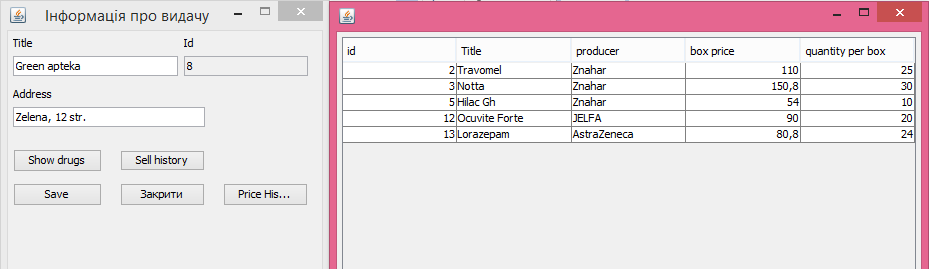 Інформація про видачу
Title Id
Green apteka 8
Address
Zelena, 12 str.
Show drugs Sell history
Save Закрити Price His...
id Title producer box price quantity per box
2 Travomel Znahar 110 25
3 Notta Znahar 150,8 30
5 Hilac Gh Znahar 54 10
12 Ocuvite Forte JELFA 90 20
13 Lorazepam AstraZeneca 80,8 24